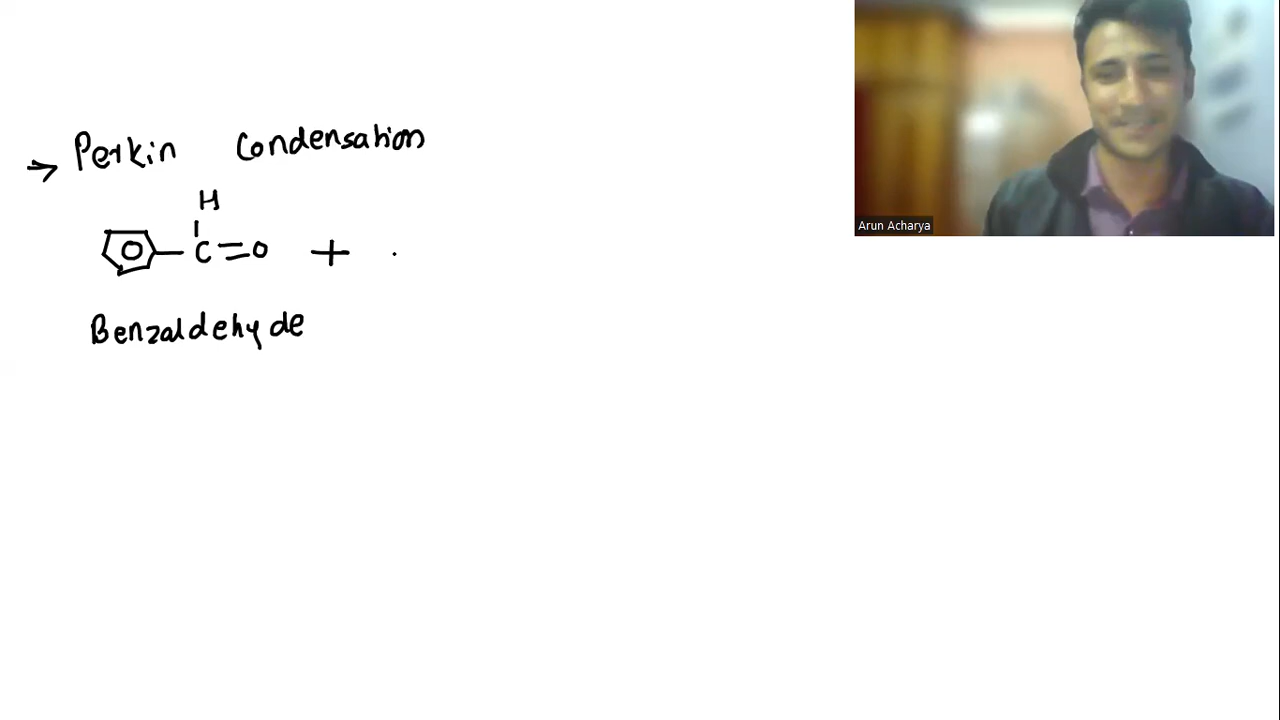 → Perkin Condensation
H
C=O +
Benzaldehyde
Arun Acharya